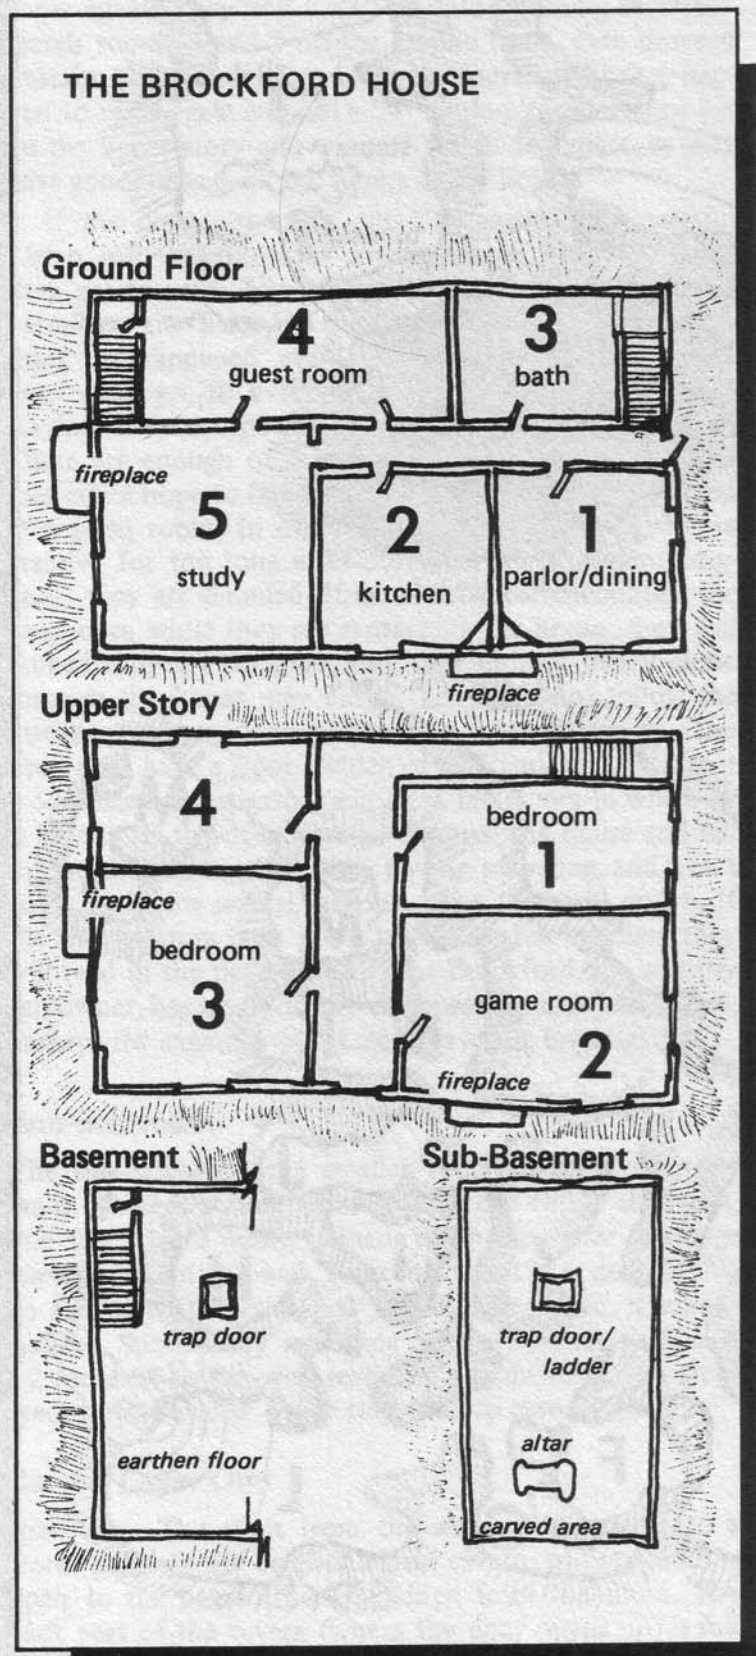 THE BROCKFORD HOUSE
Ground Floor
4
guest room
3
bath
fireplace
5
study
2
kitchen
1
parlor/dining
fireplace
Upper Story
4
bedroom
1
fireplace
bedroom
3
game room
2
fireplace
Basement
trap door
earthen floor
Sub-Basement
trap door/
ladder
altar
carved area